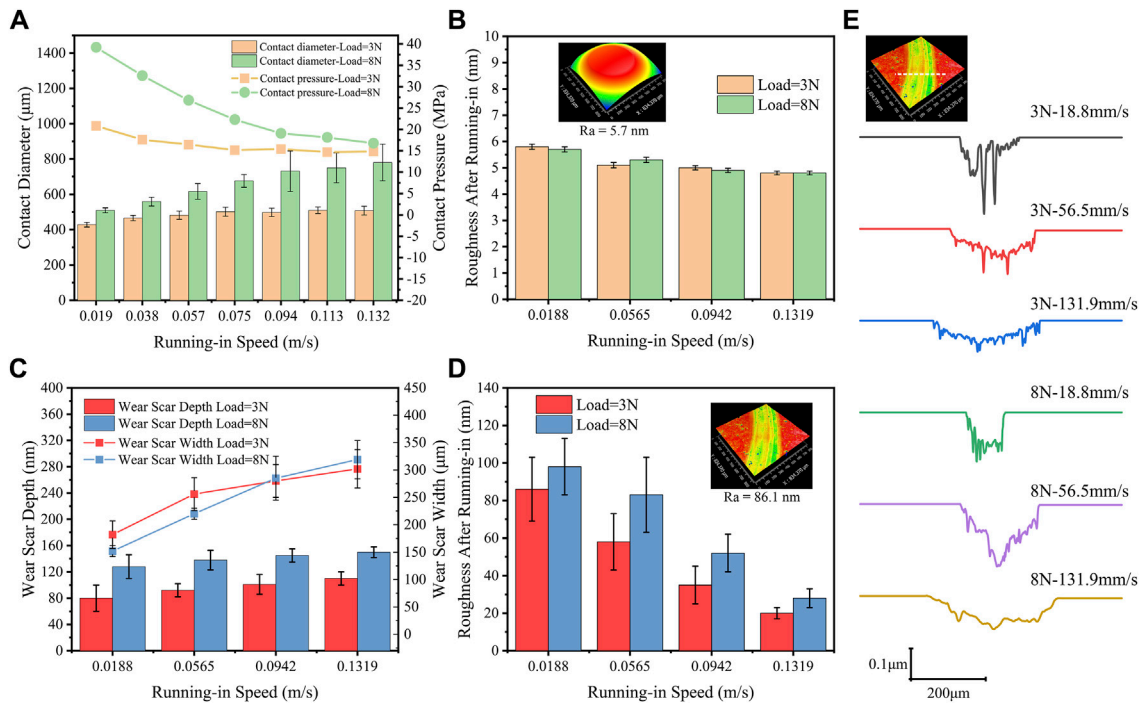 A
Contact Diameter (μm)
1400
1200
1000
800
600
400
200
0
Contact diameter-Load=3N
Contact diameter-Load=8N
Contact pressure-Load=3N
Contact pressure-Load=8N
40
35
30
25
20
15
10
5
0
-5
-10
-15
-20
Contact Pressure (MPa)
0.019 0.038 0.057 0.075 0.094 0.113 0.132
Running-in Speed (m/s)
B
Roughness After Running-in (nm)
10
9
8
7
6
5
4
3
2
1
0
X : 834.370 μm
Ra = 5.7 nm
Load=3N
Load=8N
0.0188 0.0565 0.0942 0.1319
Running-in Speed (m/s)
C
Wear Scar Depth (nm)
400
360
320
280
240
200
160
120
80
40
0
Wear Scar Depth Load=3N
Wear Scar Depth Load=8N
Wear Scar Width Load=3N
Wear Scar Width Load=8N
450
400
350
300
250
200
150
100
50
0
Wear Scar Width (μm)
0.0188 0.0565 0.0942 0.1319
Running-in Speed (m/s)
D
Roughness After Running-in (nm)
140
120
100
80
60
40
20
0
Load=3N
Load=8N
Ra = 86.1 nm
0.0188 0.0565 0.0942 0.1319
Running-in Speed (m/s)
E
3N-18.8mm/s
3N-56.5mm/s
3N-131.9mm/s
8N-18.8mm/s
8N-56.5mm/s
8N-131.9mm/s
0.1μm
200μm